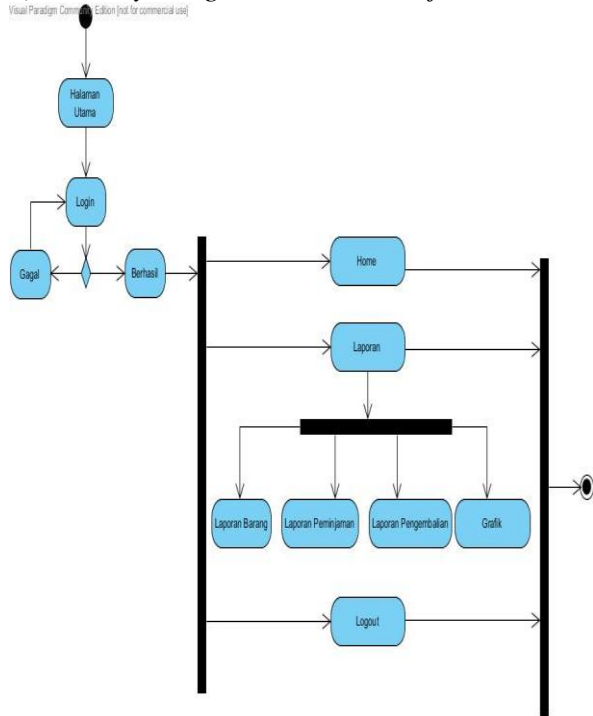 Visual Paradigm Community Edition [not for commercial use]
Halaman
Utama
Login
Gagal
Berhasil
Home
Laporan
Laporan Barang
Laporan Peminjaman
Laporan Pengembalian
Grafik
Logout